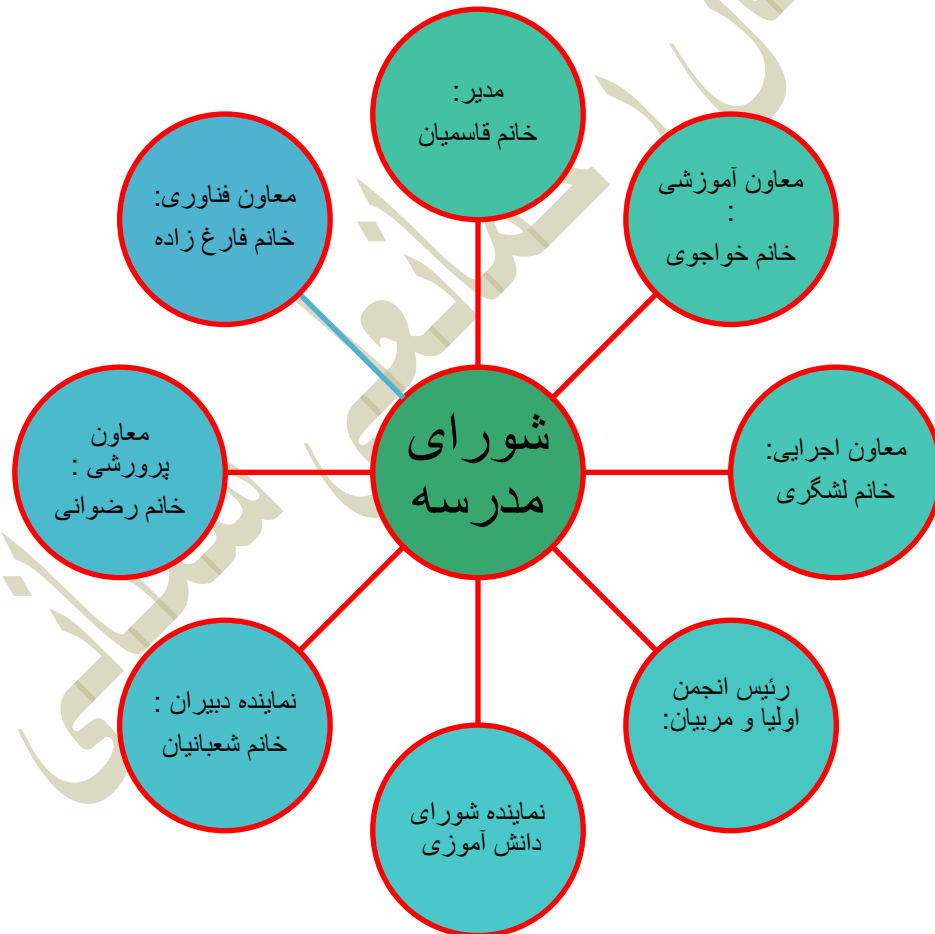 شورای
مدرسه
مدیر:
خانم قاسمیان
معاون آموزشی
:
خانم خواجوی
معاون اجرایی:
خانم لشگری
رئیس انجمن
اولیا و مربیان:
نماینده شورای
دانش آموزی
نماینده دبیران :
خانم شعبانیان
معاون
پرورشی :
خانم رضوانی
معاون فناوری:
خانم فارغ زاده